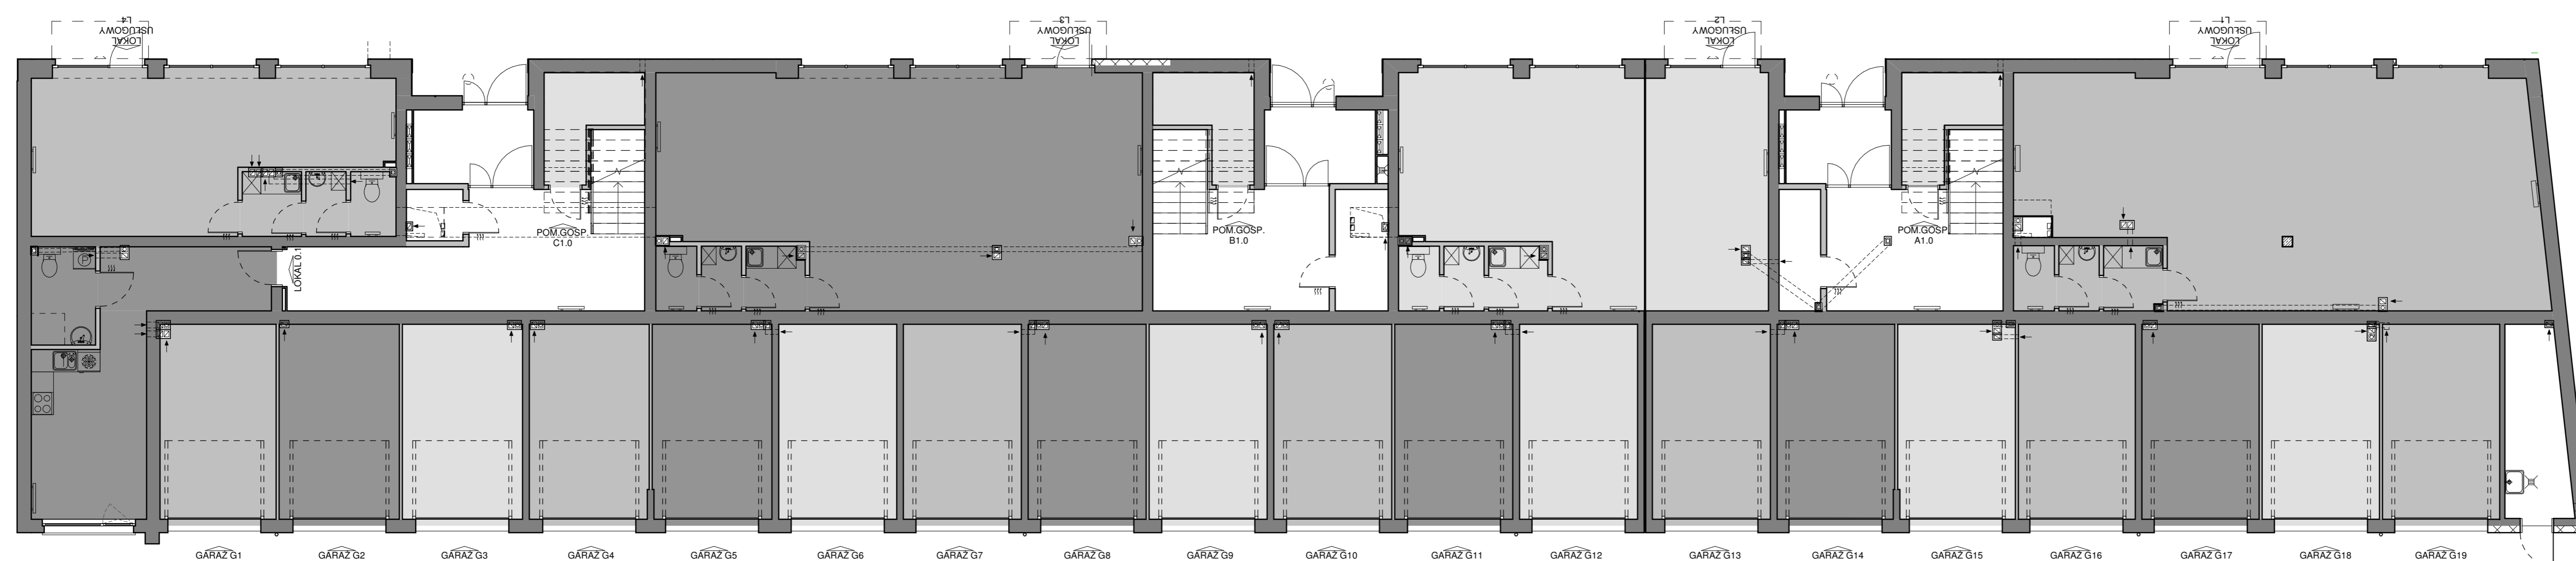 LOKAL
USŁUGOWY
L4
LOKAL
USŁUGOWY
L3
LOKAL
USŁUGOWY
L2
LOKAL
USŁUGOWY
L1
POM.GOSP.
C1.0
POM.GOSP.
B1.0
POM.GOSP.
A1.0
LOKAL 0.1
P
GARAŻ G1
GARAŻ G2
GARAŻ G3
GARAŻ G4
GARAŻ G5
GARAŻ G6
GARAŻ G7
GARAŻ G8
GARAŻ G9
GARAŻ G10
GARAŻ G11
GARAŻ G12
GARAŻ G13
GARAŻ G14
GARAŻ G15
GARAŻ G16
GARAŻ G17
GARAŻ G18
GARAŻ G19